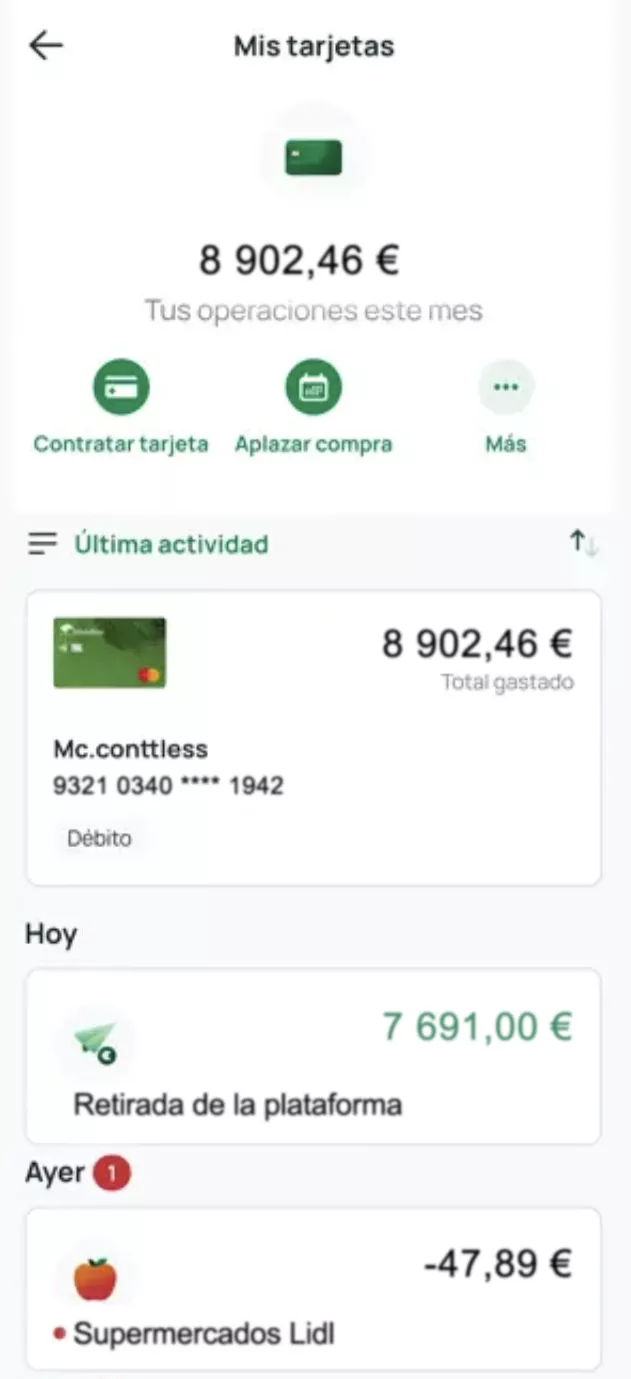 Mis tarjetas
8 902,46 €
Tus operaciones este mes
Contratar tarjeta
Aplazar compra
Más
Última actividad
8 902,46 €
Total gastado
Mc.conttless
9321 0340 **** 1942
Débito
Hoy
7 691,00 €
Retirada de la plataforma
Ayer 1
-47,89 €
Supermercados Lidl